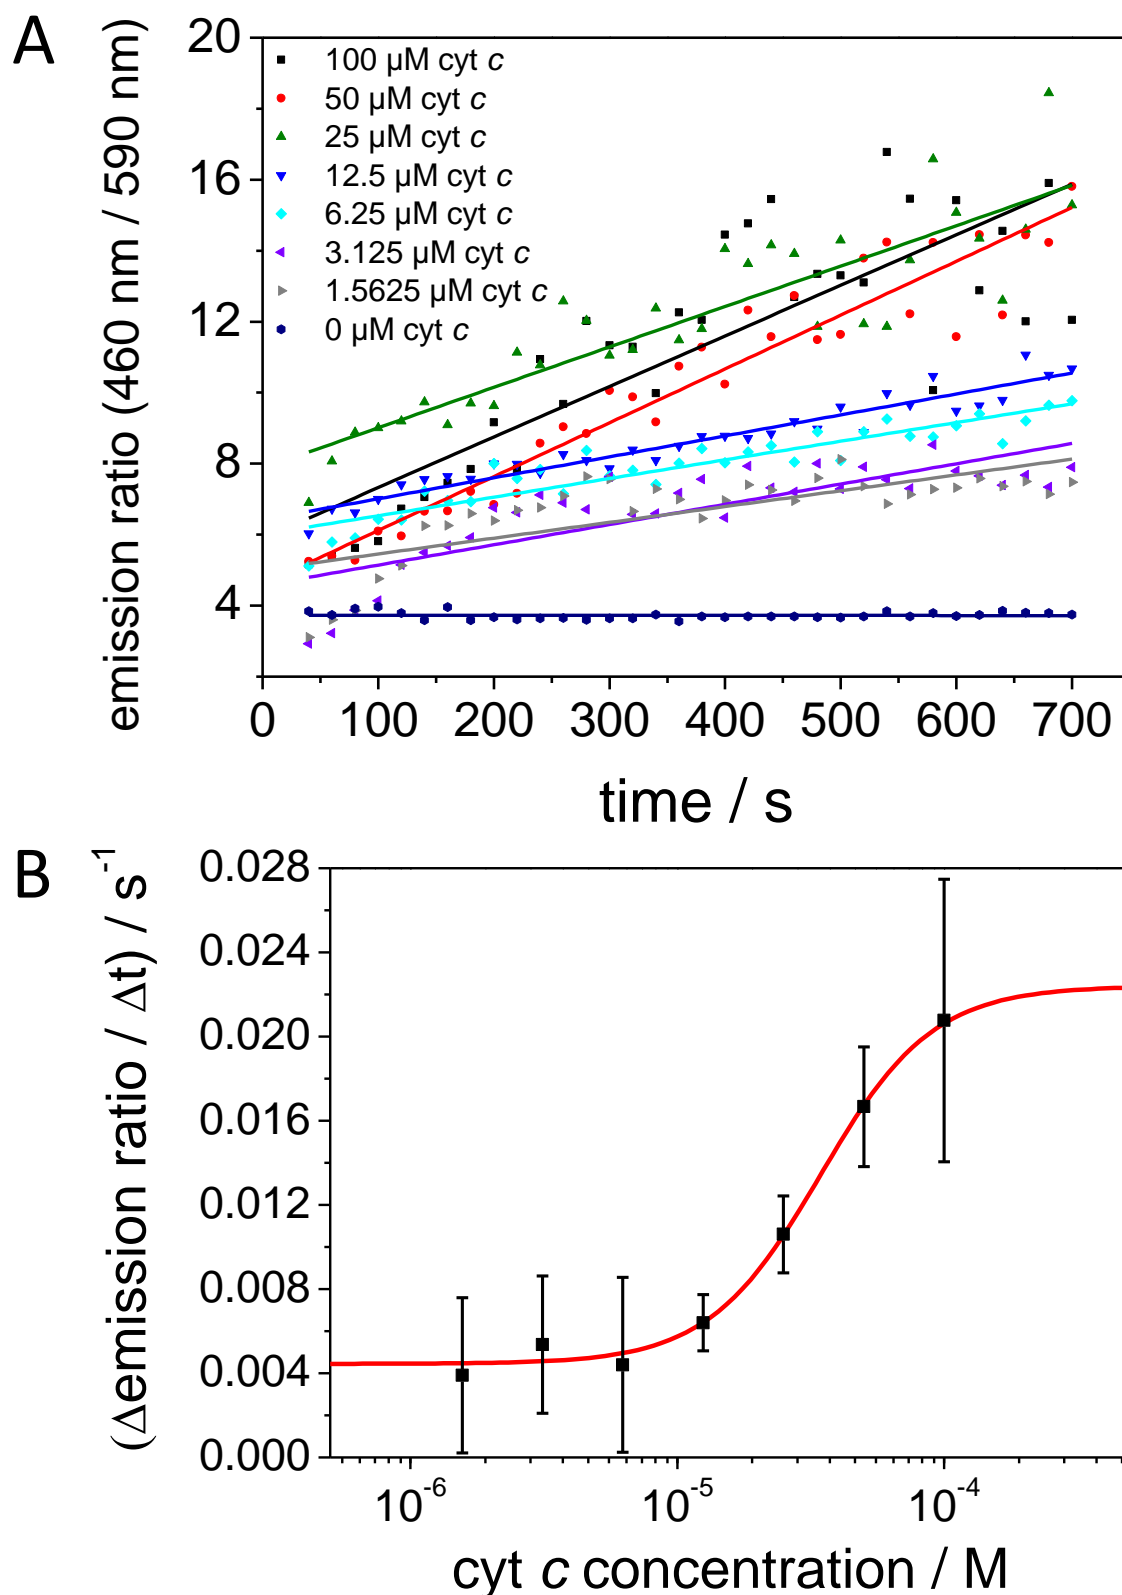 A
20
16
12
8
4
emission ratio (460 nm / 590 nm)
100 µM cyt c
50 µM cyt c
25 µM cyt c
12.5 µM cyt c
6.25 µM cyt c
3.125 µM cyt c
1.5625 µM cyt c
0 µM cyt c
0 100 200 300 400 500 600 700
time / s
B
0.028
0.024
0.020
0.016
0.012
0.008
0.004
0.000
(Δemission ratio / Δt) / s⁻¹
10⁻⁶ 10⁻⁵ 10⁻⁴
cyt c concentration / M